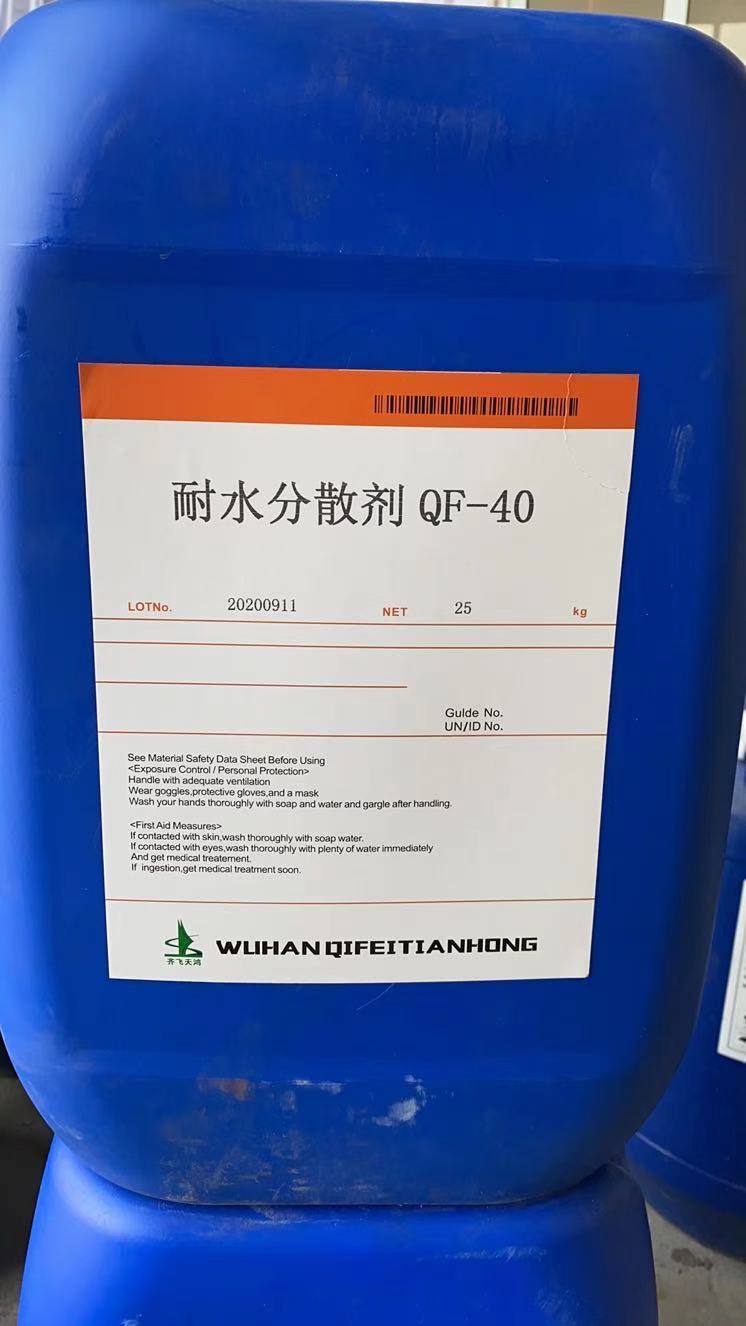 耐水分散剂 QF-40
LOTNo. 20200911 NET 25 kg
Guide No.
UN/ID No.
See Material Safety Data Sheet Before Using
<Exposure Control / Personal Protection>
Handle with adequate ventilation
Wear goggles,protective gloves,and a mask
Wash your hands thoroughly with soap and water and gargle after handling.
<First Aid Measures>
If contacted with skin,wash thoroughly with soap water.
If contacted with eyes,wash thoroughly with plenty of water immediately
And get medical treatement.
If ingestion,get medical treatment soon.
齐飞天鸿
WUHAN QIFEITIANHONG